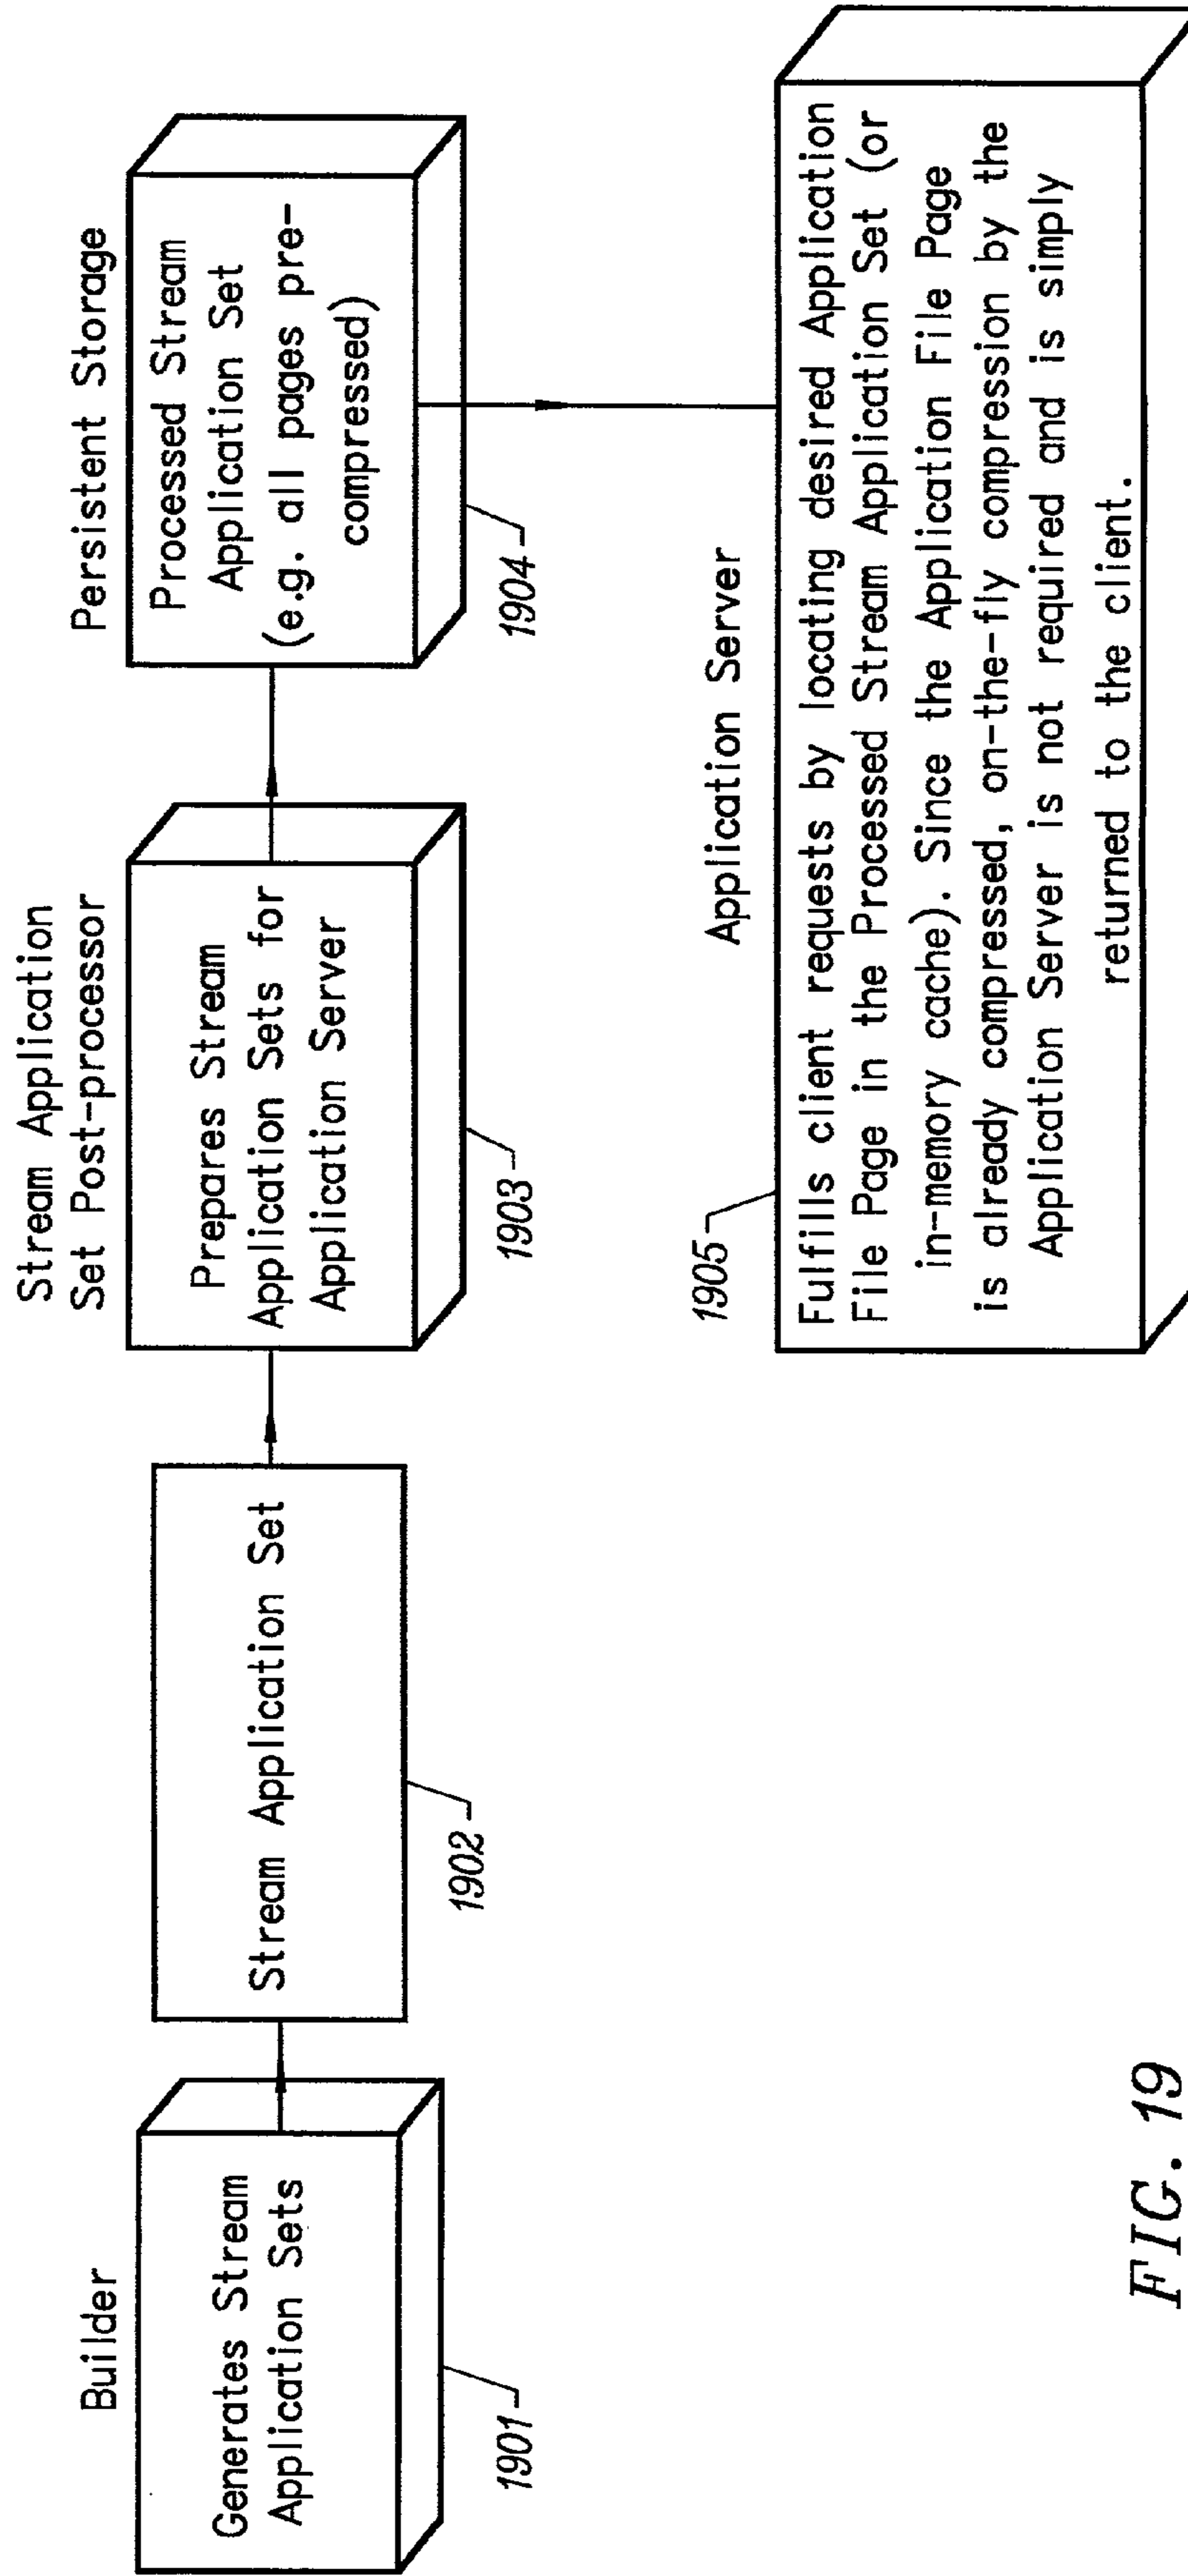 Builder
Generates Stream
Application Sets
1901
Stream Application Set
1902
Stream Application
Set Post-processor
Prepares Stream
Application Sets for
Application Server
1903
Persistent Storage
Processed Stream
Application Set
(e.g. all pages pre-
compressed)
1904
Application Server
1905
Fulfills client requests by locating desired Application
File Page in the Processed Stream Application Set (or
in-memory cache). Since the Application File Page
is already compressed, on-the-fly compression by the
Application Server is not required and is simply
returned to the client.
FIG. 19